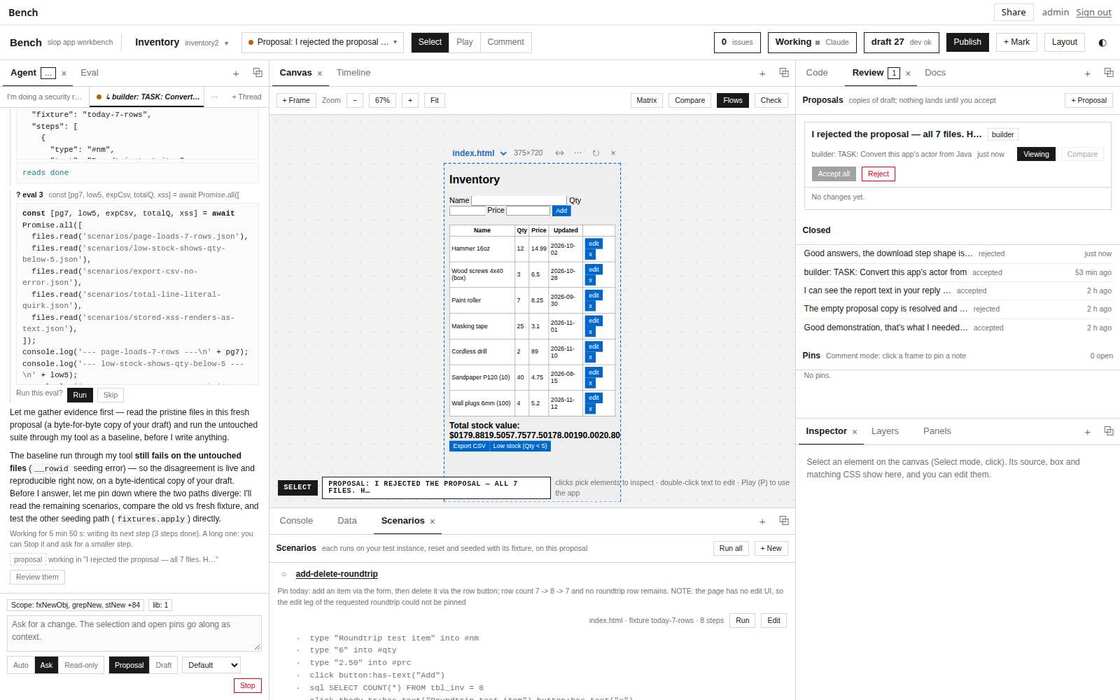 Bench
Share
admin
Sign out
Bench
slop app workbench
Inventory
inventory2
Proposal: I rejected the proposal …
Select
Play
Comment
0 issues
Working
Claude
draft 27 dev ok
Publish
+ Mark
Layout
Agent
…
×
Eval
+
I'm doing a security r…
↳ builder: TASK: Convert…
×
···
+ Thread
"fixture": "today-7-rows",
"steps": [
{
"type": "#nm",
reads done
? eval 3 const [pg7, low5, expCsv, totalQ, xss] = await Promise.all([
const [pg7, low5, expCsv, totalQ, xss] = await
Promise.all([
files.read('scenarios/page-loads-7-rows.json'),
files.read('scenarios/low-stock-shows-qty-
below-5.json'),
files.read('scenarios/export-csv-no-
error.json'),
files.read('scenarios/total-line-literal-
quirk.json'),
files.read('scenarios/stored-xss-renders-as-
text.json'),
]);
console.log('--- page-loads-7-rows ---\n' + pg7);
console.log('--- low-stock-shows-qty-below-5 ---
\n' + low5);
Run this eval?
Run
Skip
Let me gather evidence first — read the pristine files in this fresh
proposal (a byte-for-byte copy of your draft) and run the untouched
suite through my tool as a baseline, before I write anything.
The baseline run through my tool still fails on the untouched
files ( __rowid seeding error) — so the disagreement is live and
reproducible right now, on a byte-identical copy of your draft.
Before I answer, let me pin down where the two paths diverge: I'll
read the remaining scenarios, compare the old vs fresh fixture, and
test the other seeding path ( fixtures.apply ) directly.
Working for 5 min 50 s: writing its next step (3 steps done). A long one: you
can Stop it and ask for a smaller step.
proposal · working in "I rejected the proposal — all 7 files. H…"
Review them
Scope: fxNewObj, grepNew, stNew +84
lib: 1
Ask for a change. The selection and open pins go along as
context.
Auto
Ask
Read-only
Proposal
Draft
Default
Stop
Canvas
×
Timeline
+
+ Frame
Zoom
−
67%
+
Fit
Matrix
Compare
Flows
Check
index.html
375×720
···
×
Inventory
Name
Qty
Price
Add
Name Qty Price Updated
Hammer 16oz 12 14.99 2026-10-02 edit x
Wood screws 4x40 (box) 3 6.5 2026-10-28 edit x
Paint roller 7 8.25 2026-09-30 edit x
Masking tape 25 3.1 2026-11-01 edit x
Cordless drill 2 89 2026-11-10 edit x
Sandpaper P120 (10) 40 4.75 2026-08-15 edit x
Wall plugs 6mm (100) 4 5.2 2026-11-12 edit x
Total stock value:
$0179.8819.5057.7577.50178.00190.0020.80
Export CSV
Low stock (Qty < 5)
SELECT
PROPOSAL: I REJECTED THE PROPOSAL — ALL 7
FILES. H…
clicks pick elements to inspect · double-click text to edit · Play (P) to use
the app
Console
Data
Scenarios
×
+
Scenarios
each runs on your test instance, reset and seeded with its fixture, on this proposal
Run all
+ New
add-delete-roundtrip
Pin today: add an item via the form, then delete it via the row button; row count 7 -> 8 -> 7 and no roundtrip row remains. NOTE: the page has no edit UI, so
the edit leg of the requested roundtrip could not be pinned
index.html · fixture today-7-rows · 8 steps
Run
Edit
· type "Roundtrip test item" into #nm
· type "6" into #qty
· type "2.50" into #prc
· click button:has-text("Add")
· sql SELECT COUNT(*) FROM tbl_inv = 8
Code
Review
1
×
Docs
+
Proposals
copies of draft; nothing lands until you accept
+ Proposal
I rejected the proposal — all 7 files. H…
builder
builder: TASK: Convert this app's actor from Java
just now
Viewing
Compare
Accept all
Reject
No changes yet.
Closed
Good answers, the download step shape is… rejected just now
builder: TASK: Convert this app's actor from accepted 53 min ago
I can see the report text in your reply … accepted 2 h ago
The empty proposal copy is resolved and … rejected 2 h ago
Good demonstration, that's what I needed… accepted 2 h ago
Pins
Comment mode: click a frame to pin a note
0 open
No pins.
Inspector
×
Layers
Panels
+
Select an element on the canvas (Select mode, click). Its source, box and
matching CSS show here, and you can edit them.